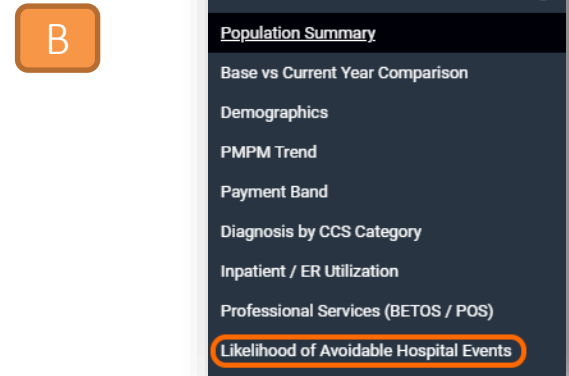 B
Population Summary
Base vs Current Year Comparison
Demographics
PMPM Trend
Payment Band
Diagnosis by CCS Category
Inpatient / ER Utilization
Professional Services (BETOS / POS)
Likelihood of Avoidable Hospital Events